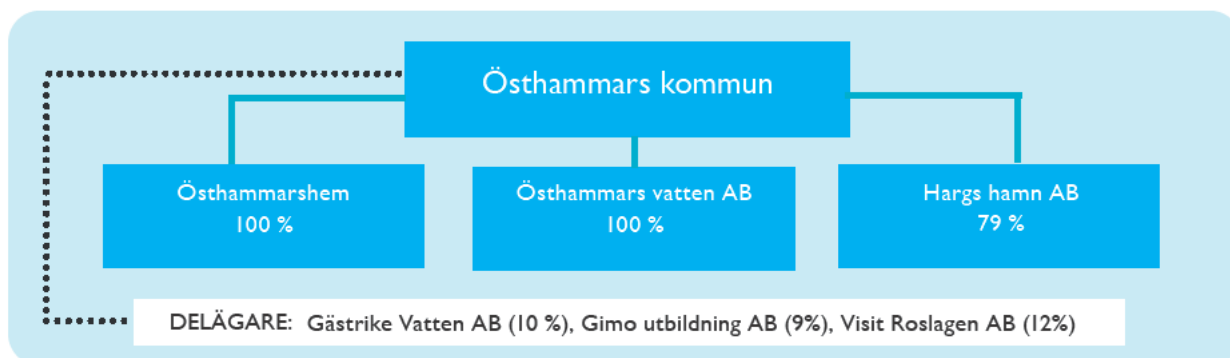 Östhammars kommun
Östhammarshem
100 %
Östhammars vatten AB
100 %
Hargs hamn AB
79 %
DELÄGARE: Gästrike Vatten AB (10 %), Gimo utbildning AB (9%), Visit Roslagen AB (12%)